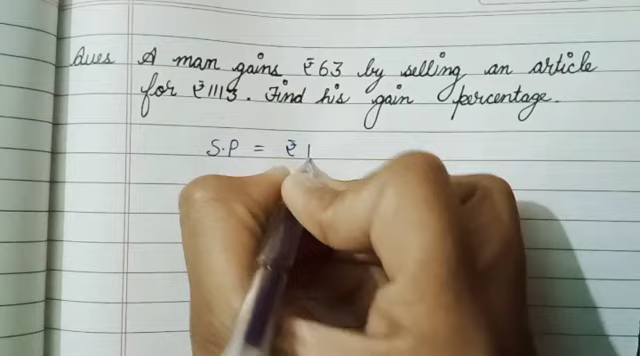 Ques A man gains ₹63 by selling an article
for ₹1113. Find his gain percentage.
S.P = ₹ 1